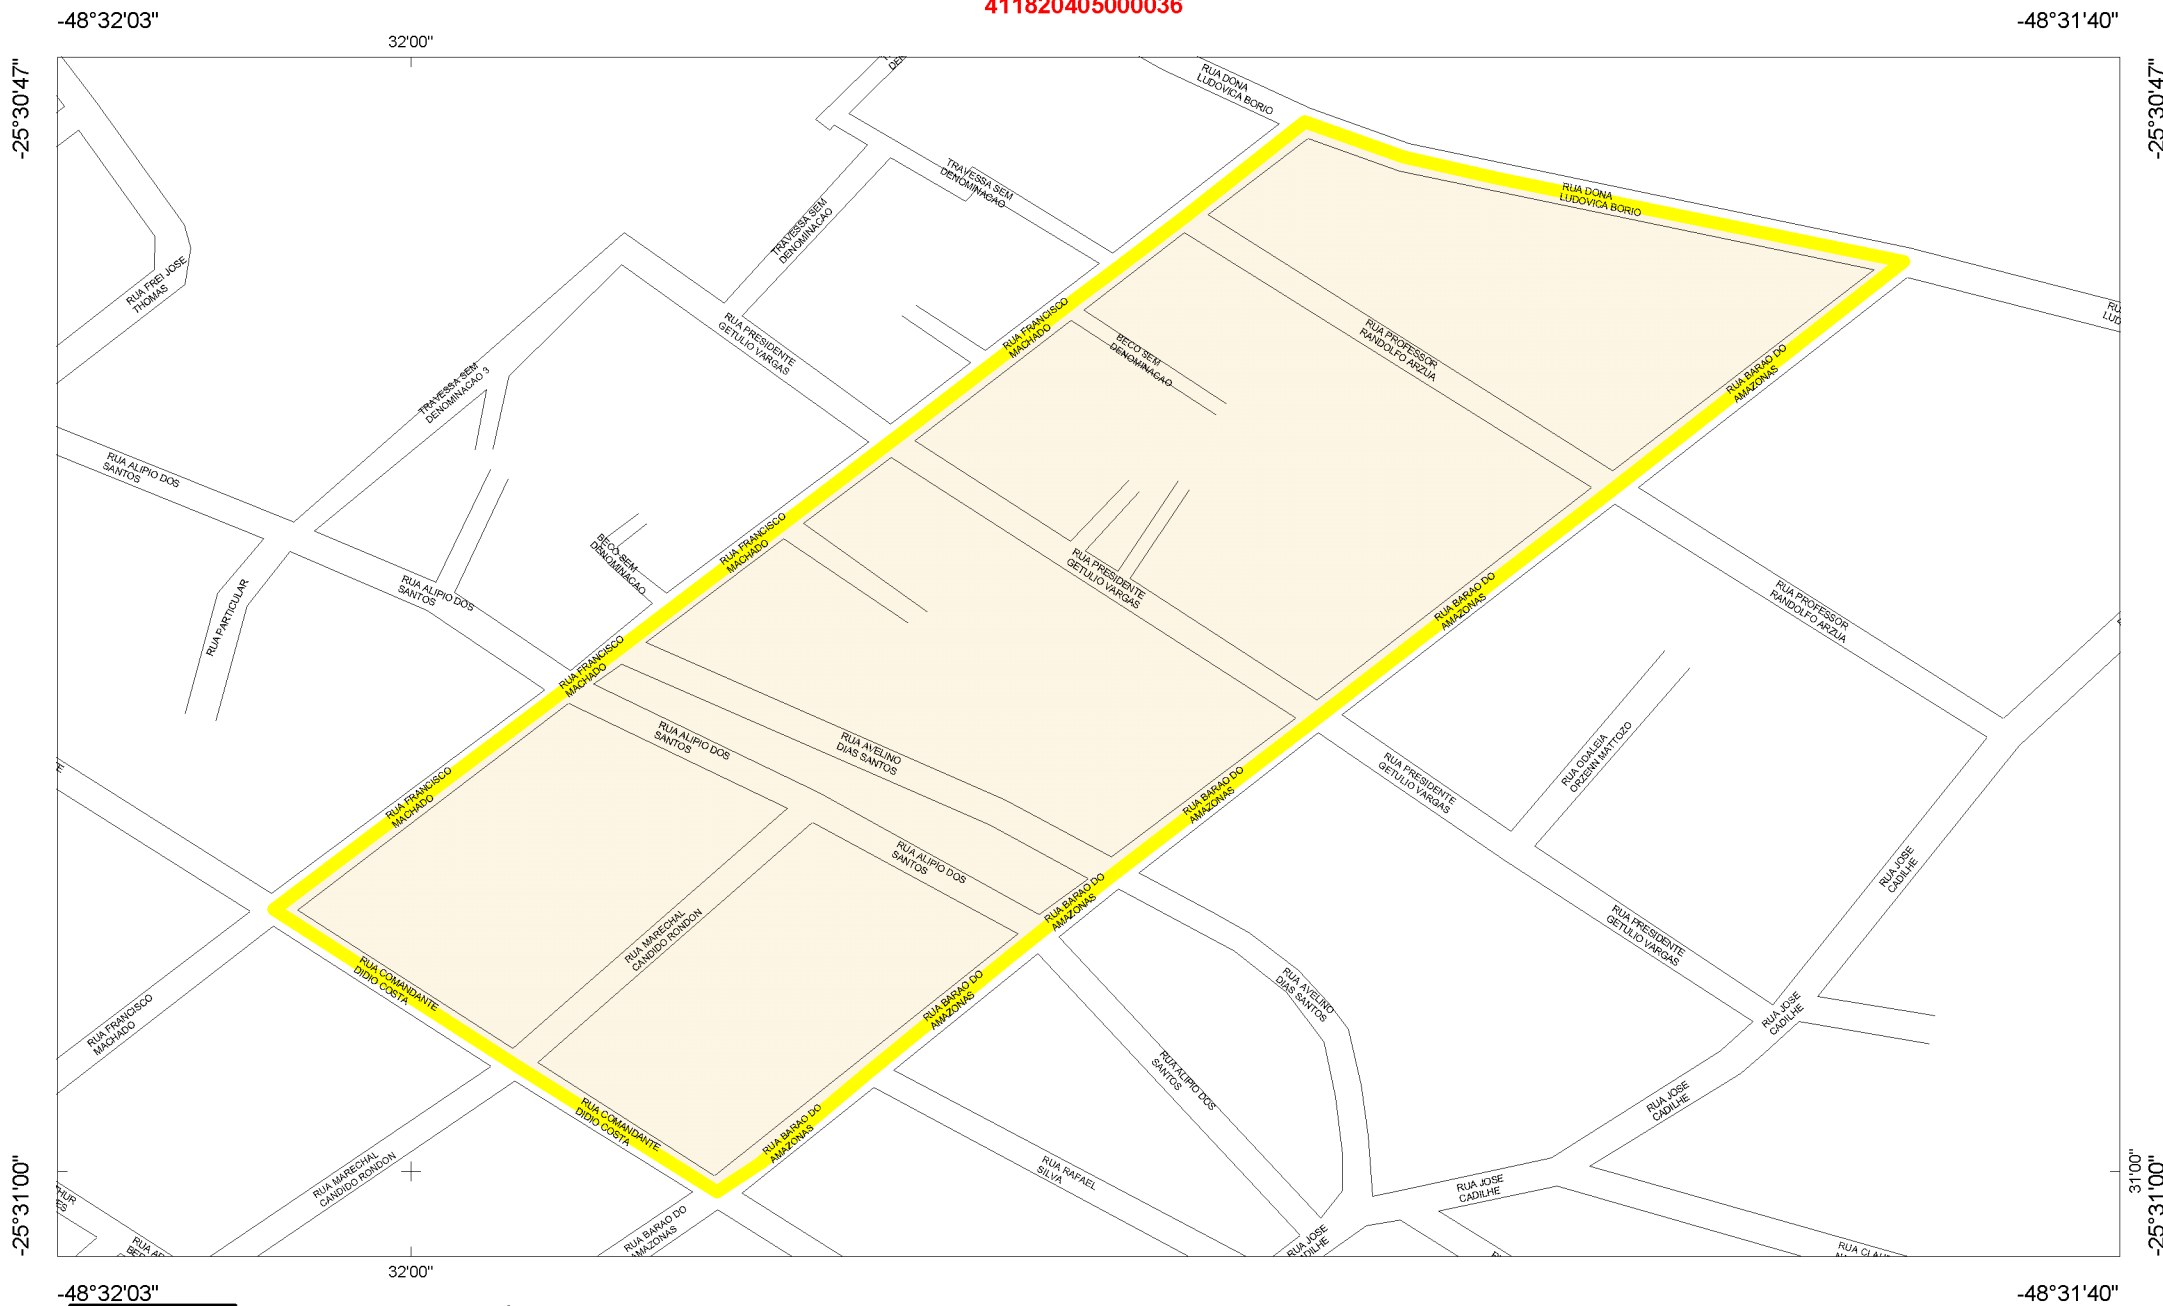 411820405000036
-48°32'03"
-48°31'40"
32'00"
-25°30'47"
-25°30'47"
RUA DONA
LUDOVICA BORIO
TRAVESSA SEM
DENOMINACAO
RUA DONA
LUDOVICA BORIO
TRAVESSA SEM
DENOMINACAO
RUA FREI JOSE
THOMAS
RUA PRESIDENTE
GETULIO VARGAS
RUA FRANCISCO
MACHADO
BECO SEM
DENOMINACAO
RUA PROFESSOR
RANDOLFO ARZUA
RUA BARAO DO
AMAZONAS
TRAVESSA SEM
DENOMINACAO 3
RUA ALIPIO DOS
SANTOS
RUA FRANCISCO
MACHADO
BECO SEM
DENOMINACAO
RUA PRESIDENTE
GETULIO VARGAS
RUA BARAO DO
AMAZONAS
RUA PROFESSOR
RANDOLFO ARZUA
RUA ALIPIO DOS
SANTOS
RUA PARTICULAR
RUA FRANCISCO
MACHADO
RUA ALIPIO DOS
SANTOS
RUA AVELINO
DIAS SANTOS
RUA ODALEIA
ORZENN MATTOZO
RUA PRESIDENTE
GETULIO VARGAS
RUA FRANCISCO
MACHADO
RUA BARAO DO
AMAZONAS
RUA ALIPIO DOS
SANTOS
RUA JOSE
CADILHE
RUA BARAO DO
AMAZONAS
RUA MARECHAL
CANDIDO RONDON
RUA PRESIDENTE
GETULIO VARGAS
RUA COMANDANTE
DIDIO COSTA
RUA BARAO DO
AMAZONAS
RUA AVELINO
DIAS SANTOS
RUA FRANCISCO
MACHADO
RUA JOSE
CADILHE
RUA ALIPIO DOS
SANTOS
RUA JOSE
CADILHE
RUA COMANDANTE
DIDIO COSTA
RUA BARAO DO
AMAZONAS
RUA MARECHAL
CANDIDO RONDON
RUA RAFAEL
SILVA
RUA JOSE
CADILHE
-25°31'00"
31'00"
-25°31'00"
RUA BARAO DO
AMAZONAS
RUA JOSE
32'00"
-48°32'03"
-48°31'40"